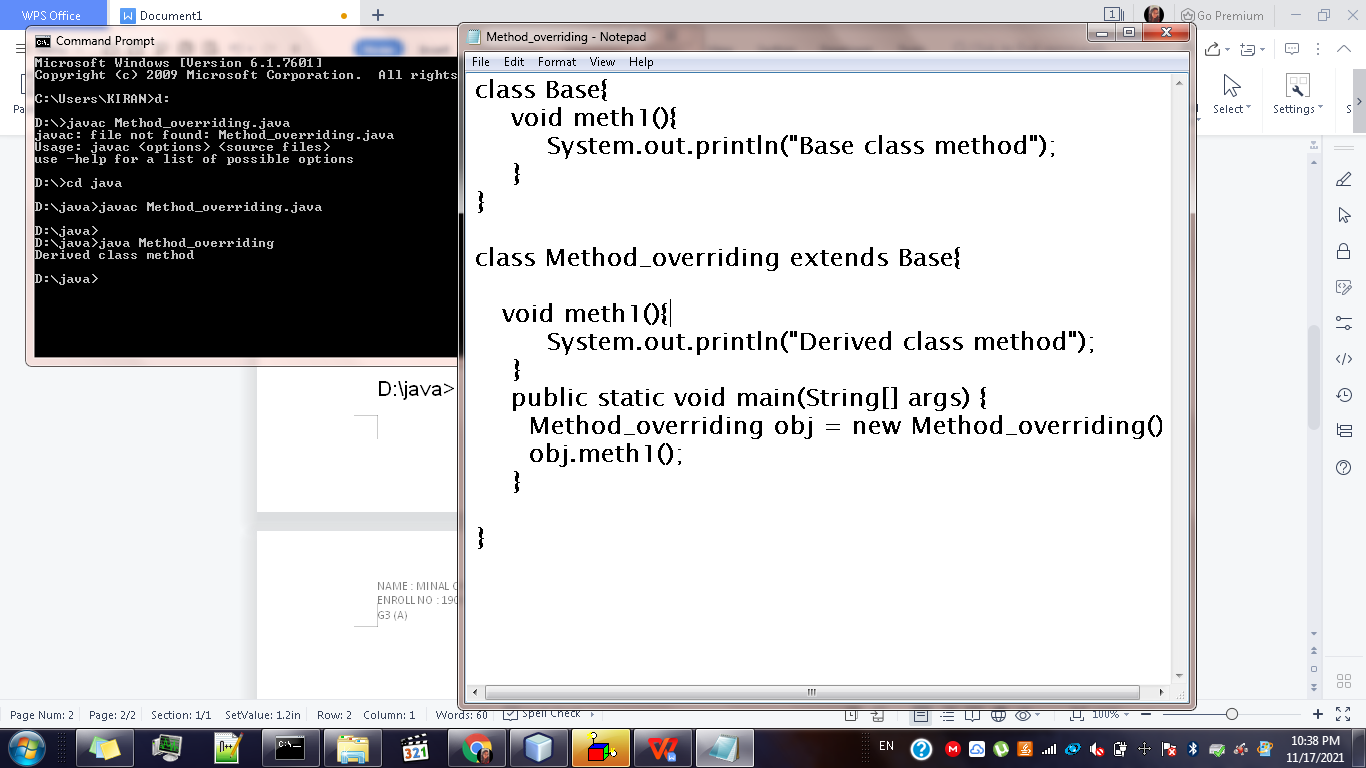 WPS Office
Document1
1
Go Premium
Command Prompt
Microsoft Windows [Version 6.1.7601]
Copyright (c) 2009 Microsoft Corporation.  All rights
C:\Users\KIRAN>d:
D:\>javac Method_overriding.java
javac: file not found: Method_overriding.java
Usage: javac <options> <source files>
use -help for a list of possible options
D:\>cd java
D:\java>javac Method_overriding.java
D:\java>
D:\java>java Method_overriding
Derived class method
D:\java>
Method_overriding - Notepad
File Edit Format View Help
class Base{
void meth1(){
System.out.println("Base class method");
}
}
class Method_overriding extends Base{
void meth1(){
System.out.println("Derived class method");
}
public static void main(String[] args) {
Method_overriding obj = new Method_overriding()
obj.meth1();
}
}
Select
Settings
D:\java>
NAME : MINAL
ENROLL NO : 190
G3 (A)
Page Num: 2 Page: 2/2 Section: 1/1 SetValue: 1.2in Row: 2 Column: 1 Words: 60 Spell Check 100%
321
EN
10:38 PM
11/17/2021